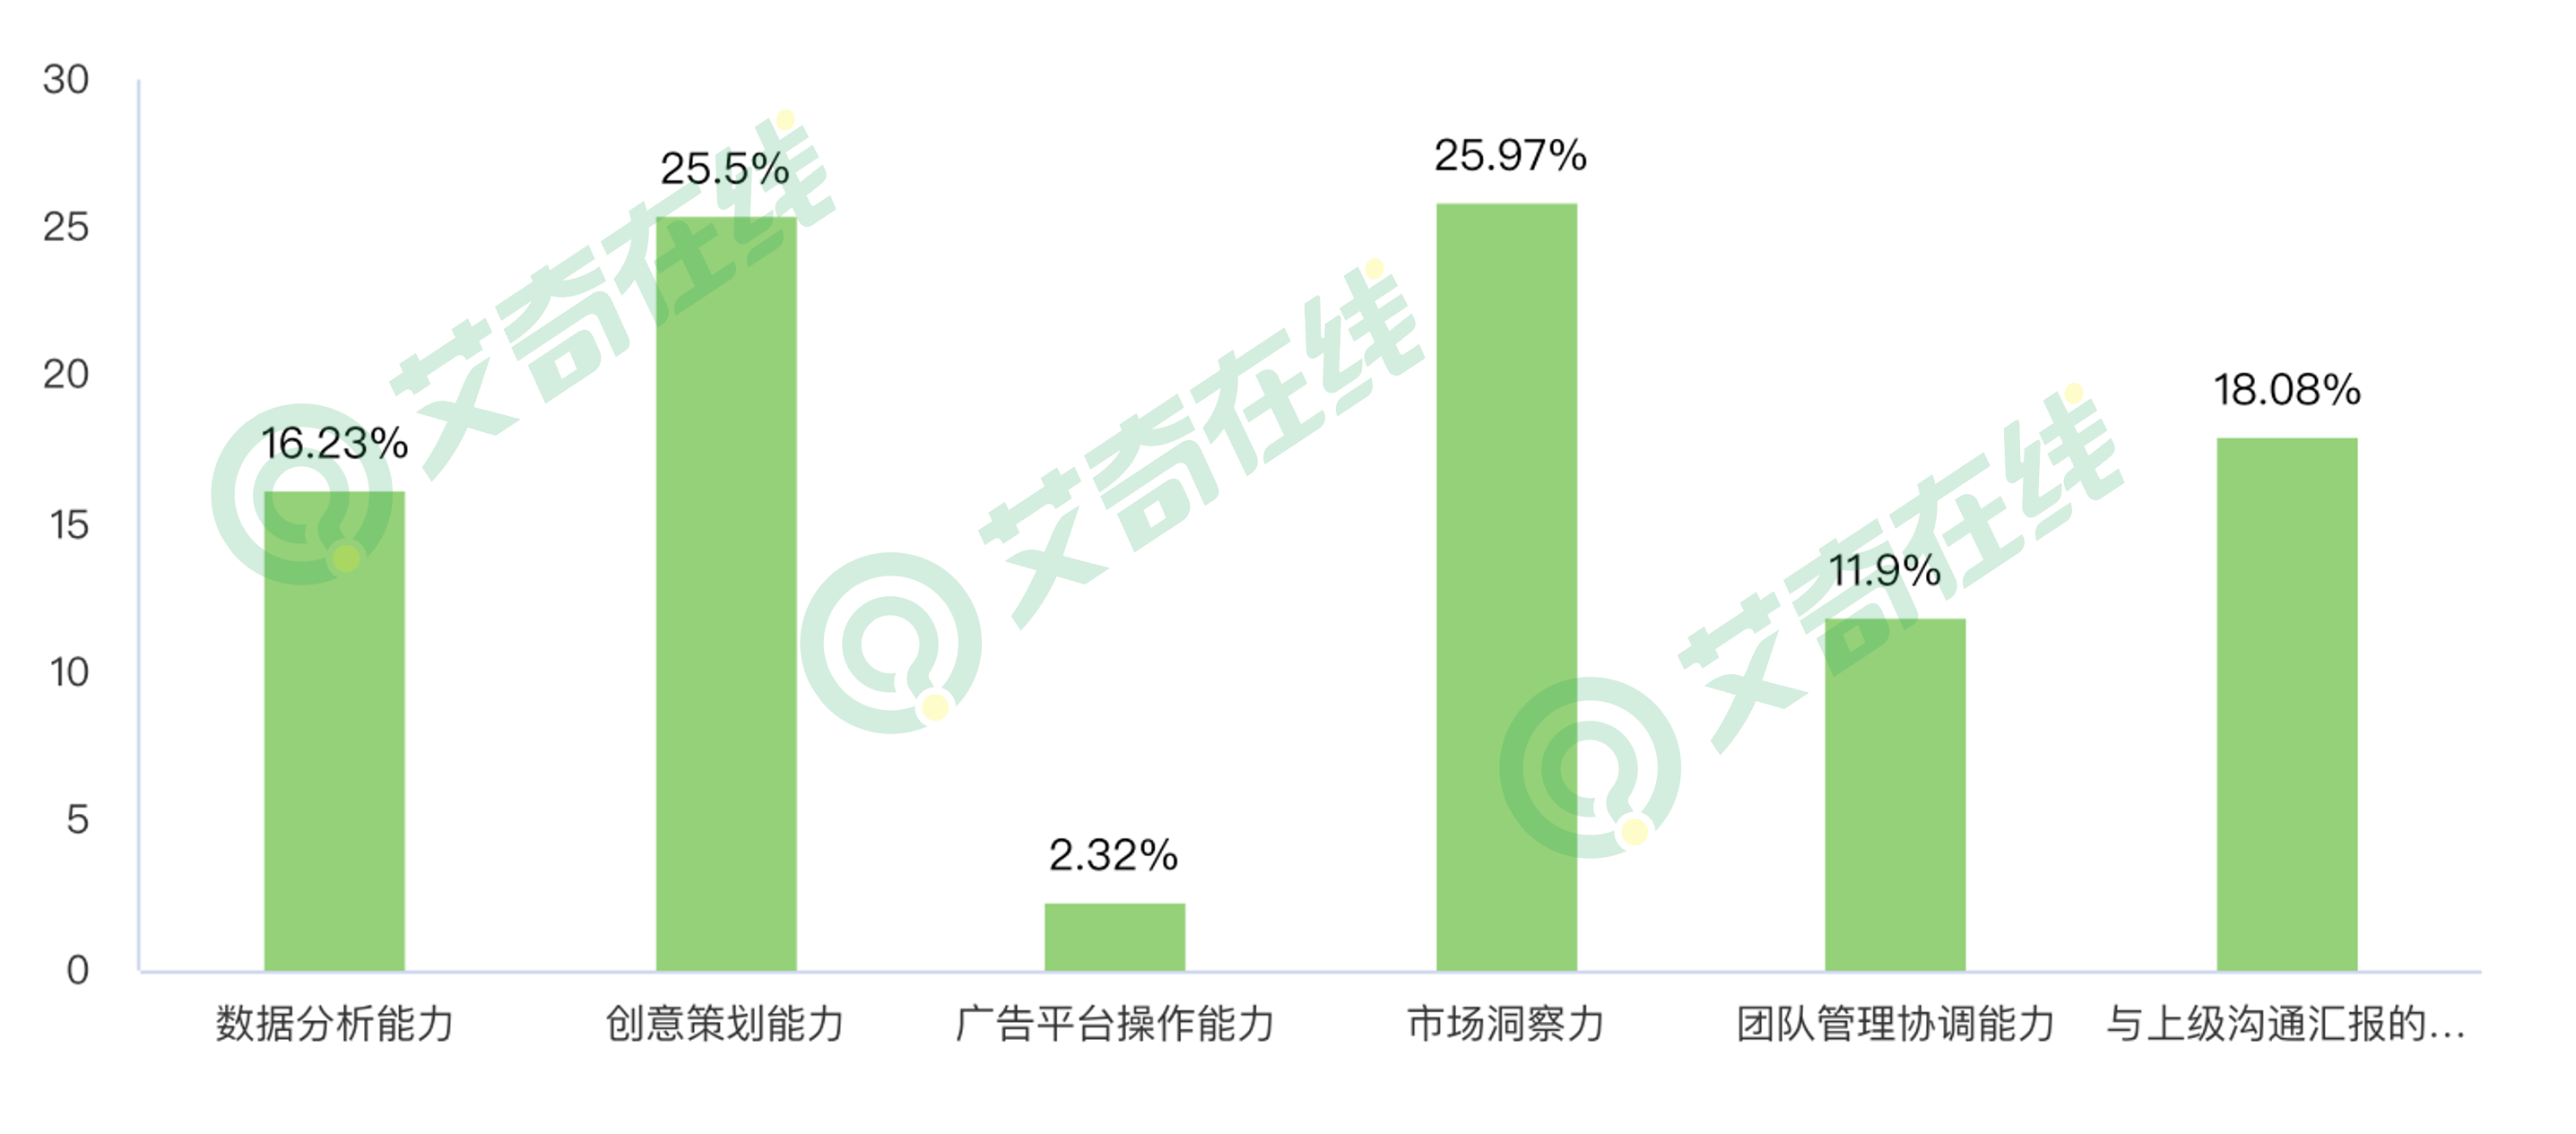 30
25
20
15
10
5
0
16.23%
25.5%
2.32%
25.97%
11.9%
18.08%
数据分析能力
创意策划能力
广告平台操作能力
市场洞察力
团队管理协调能力
与上级沟通汇报的...
艾奇在线
艾奇在线
艾奇在线